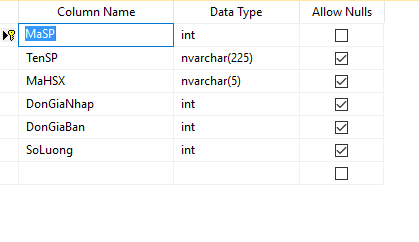 Column Name Data Type Allow Nulls
MaSP int
TenSP nvarchar(225)
MaHSX nvarchar(5)
DonGiaNhap int
DonGiaBan int
SoLuong int